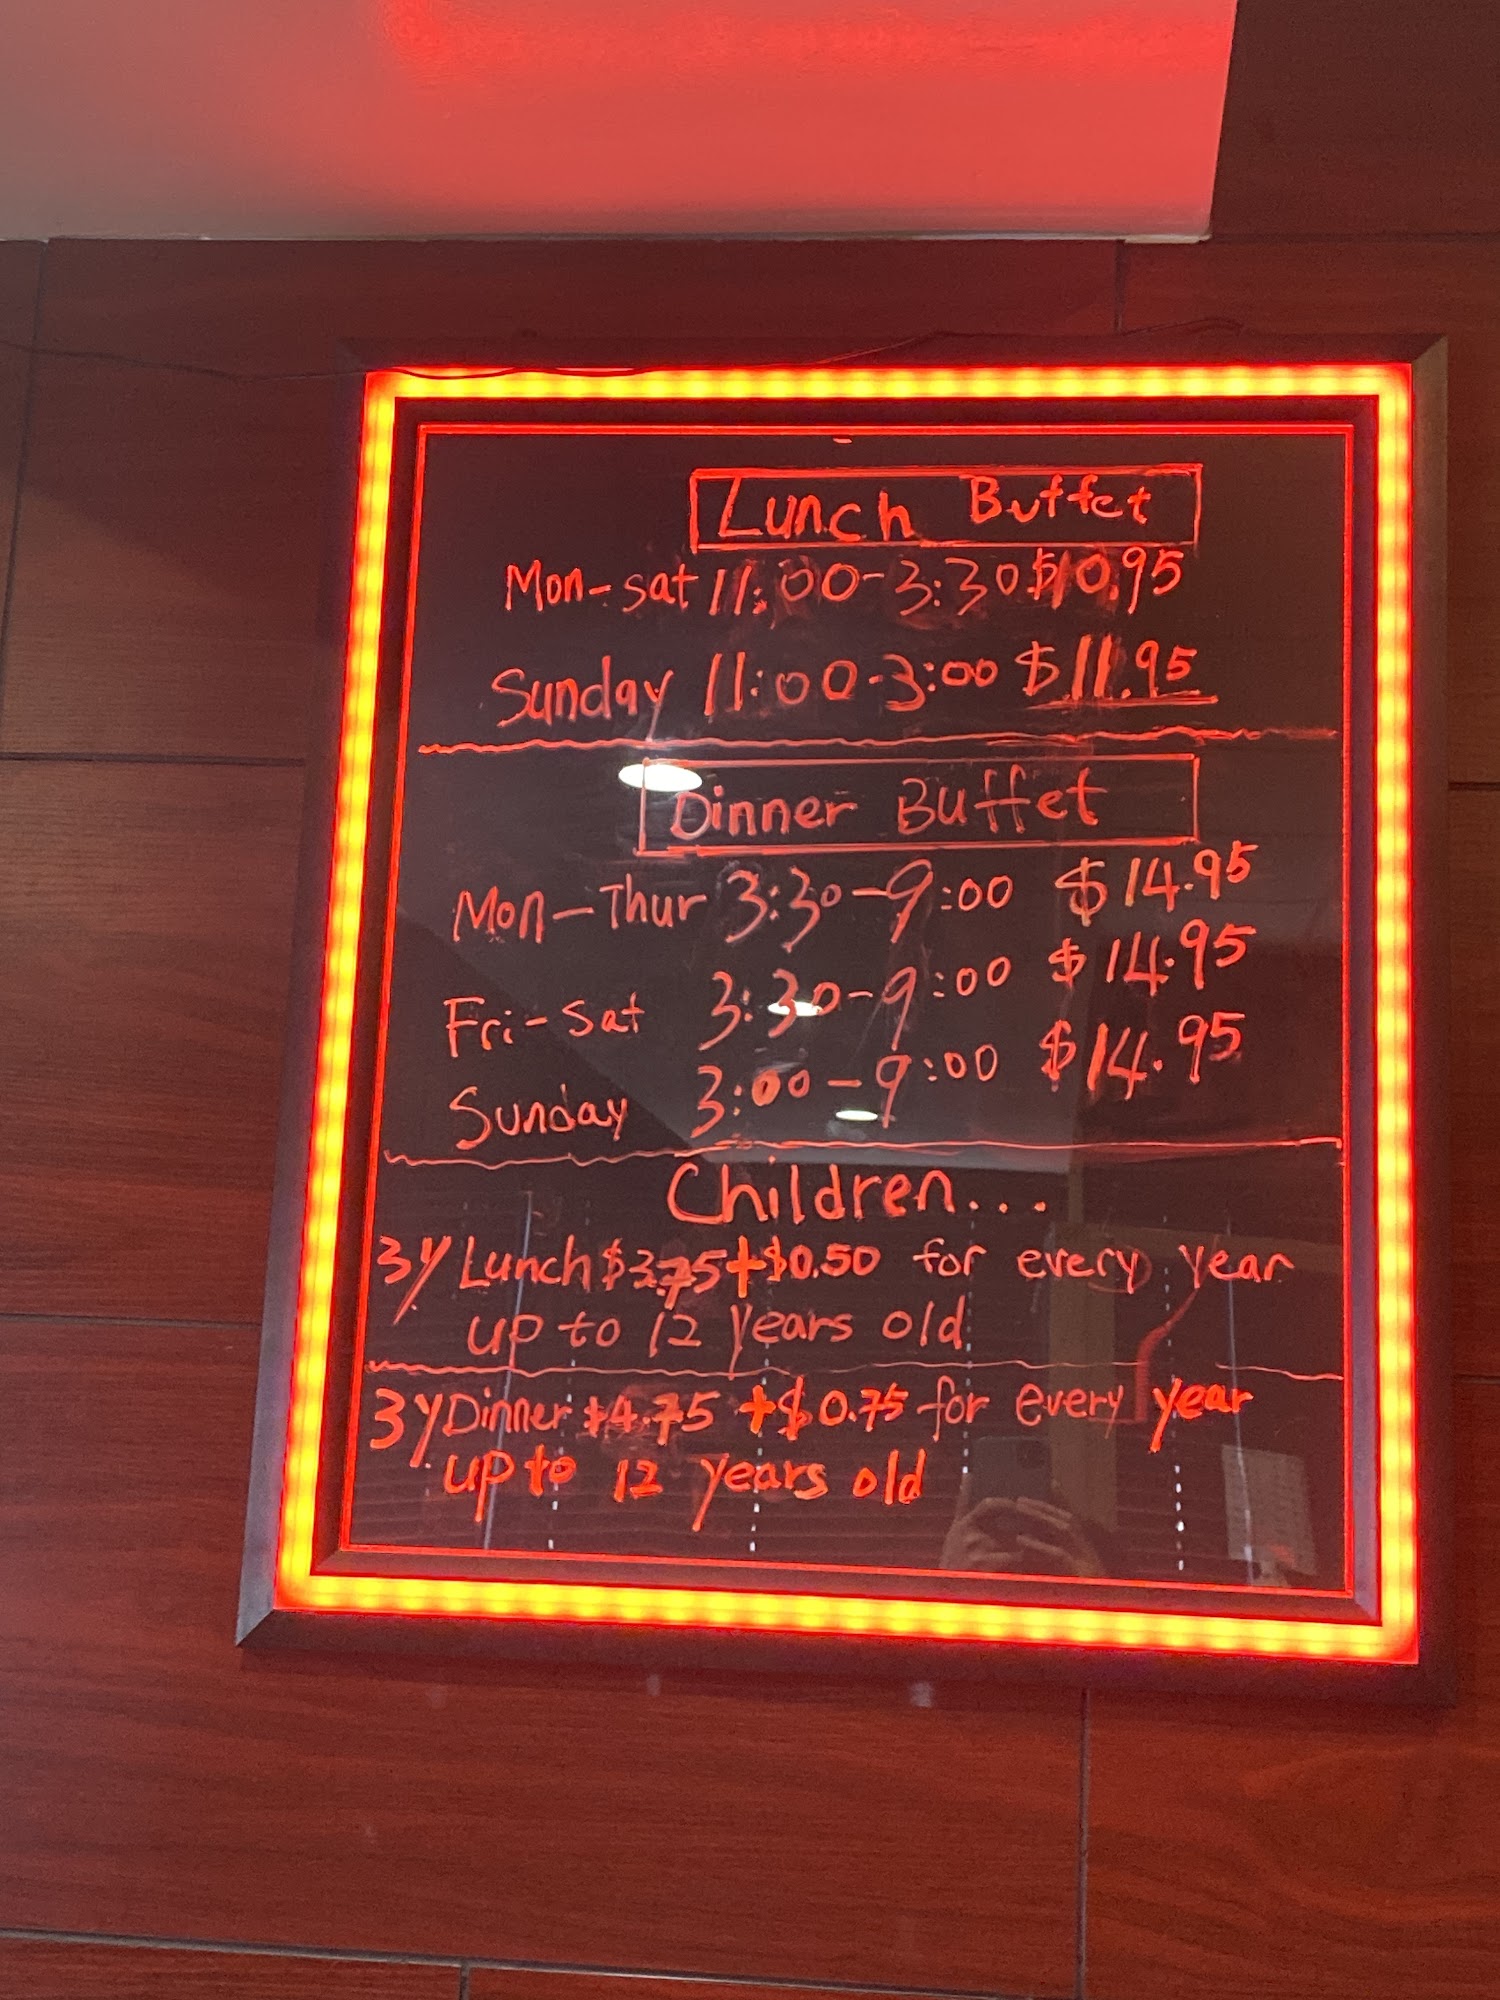 Lunch Buffet
Mon-sat 11:00-3:30 $10.95
Sunday 11:00-3:00 $11.95
Dinner Buffet
Mon-Thur 3:30-9:00 $14.95
Fri-Sat 3:30-9:00 $14.95
Sunday 3:00-9:00 $14.95
Children...
3y Lunch $3.75+$0.50 for every year
up to 12 years old
3y Dinner $4.75 +$0.75 for every year
up to 12 years old